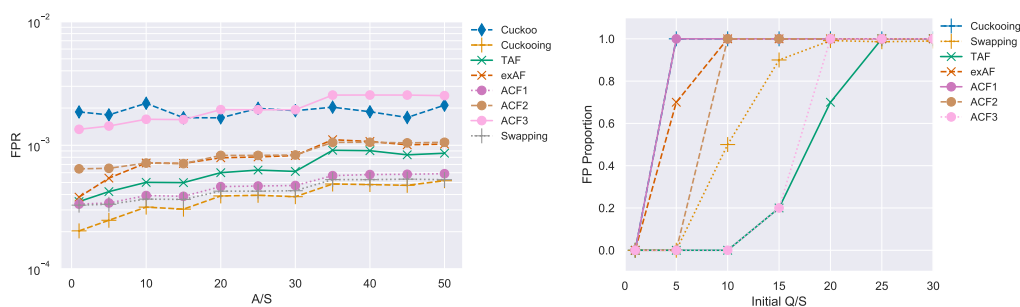 10⁻²
10⁻³
10⁻⁴
FPR
0
10
20
30
40
50
A/S
Cuckoo
Cuckooing
TAF
exAF
ACF1
ACF2
ACF3
Swapping
1.0
0.8
0.6
0.4
0.2
0.0
FP Proportion
0
5
10
15
20
25
30
Initial Q/S
Cuckooing
Swapping
TAF
exAF
ACF1
ACF2
ACF3